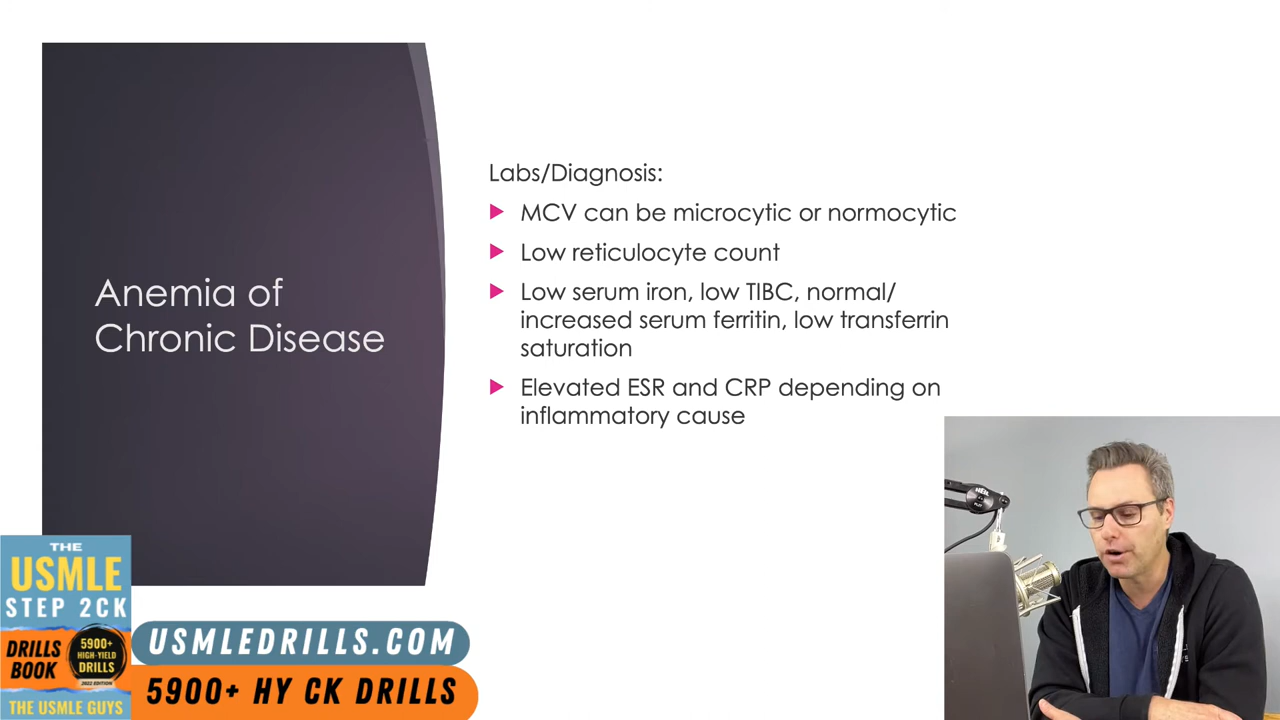 Anemia of
Chronic Disease
Labs/Diagnosis:
MCV can be microcytic or normocytic
Low reticulocyte count
Low serum iron, low TIBC, normal/
increased serum ferritin, low transferrin
saturation
Elevated ESR and CRP depending on
inflammatory cause
THE
USMLE
STEP 2CK
DRILLS
BOOK
5900+
HIGH-YIELD
DRILLS
2022 EDITION
THE USMLE GUYS
USMLEDRILLS.COM
5900+ HY CK DRILLS